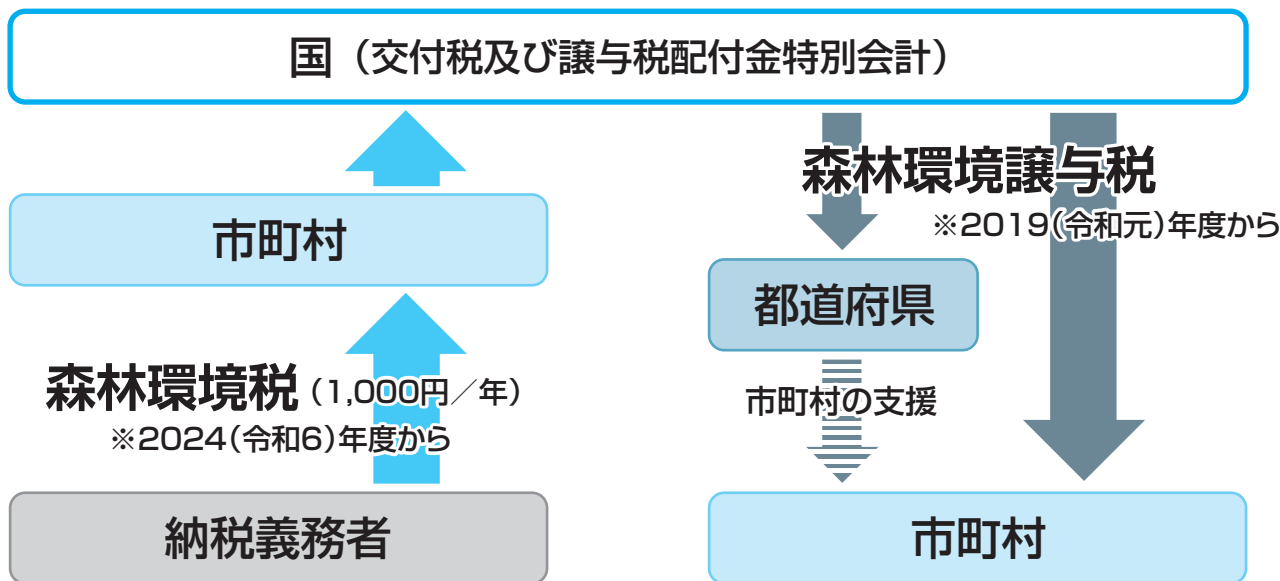 国（交付税及び譲与税配付金特別会計）
市町村
森林環境税（1,000円／年）
※2024(令和6)年度から
納税義務者
森林環境譲与税
※2019(令和元)年度から
都道府県
市町村の支援
市町村